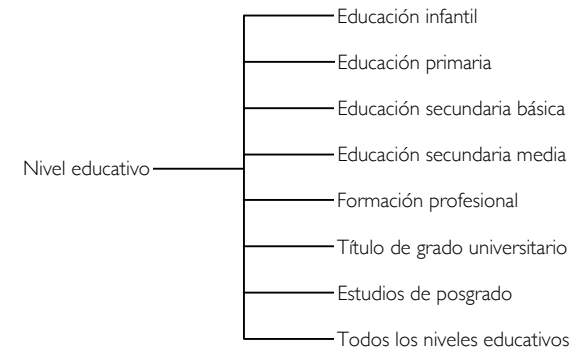 Educación infantil
Educación primaria
Educación secundaria básica
Educación secundaria media
Nivel educativo
Formación profesional
Título de grado universitario
Estudios de posgrado
Todos los niveles educativos